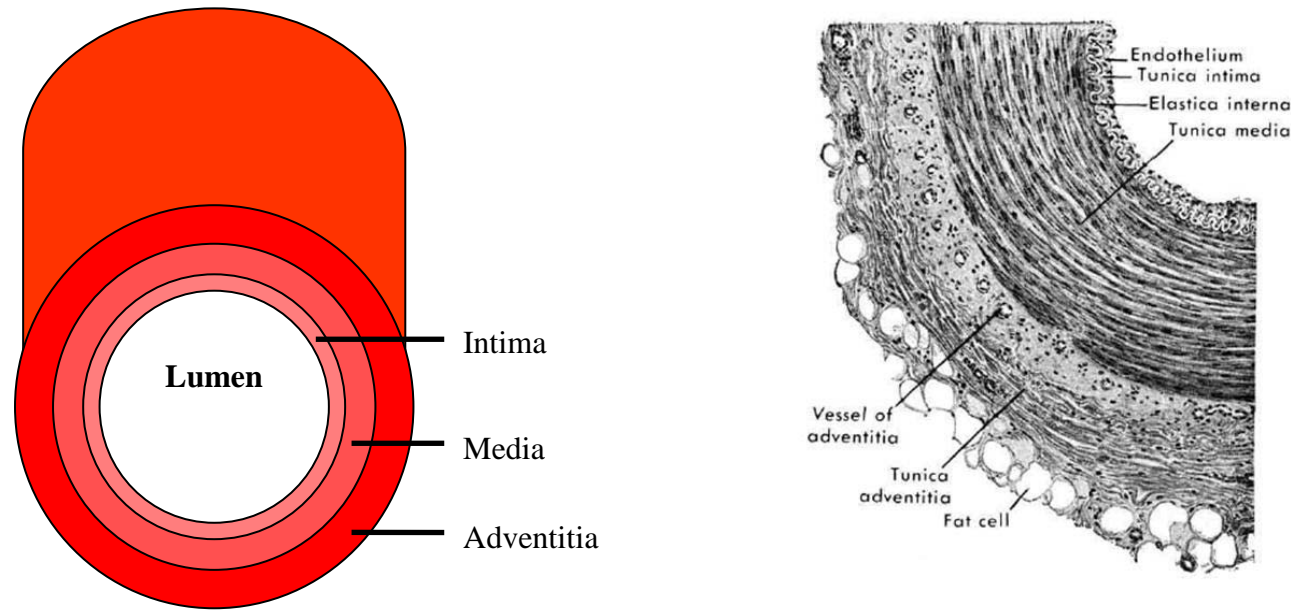 Lumen
Intima
Media
Adventitia
Endothelium
Tunica intima
Elastica interna
Tunica media
Vessel of
adventitia
Tunica
adventitia
Fat cell